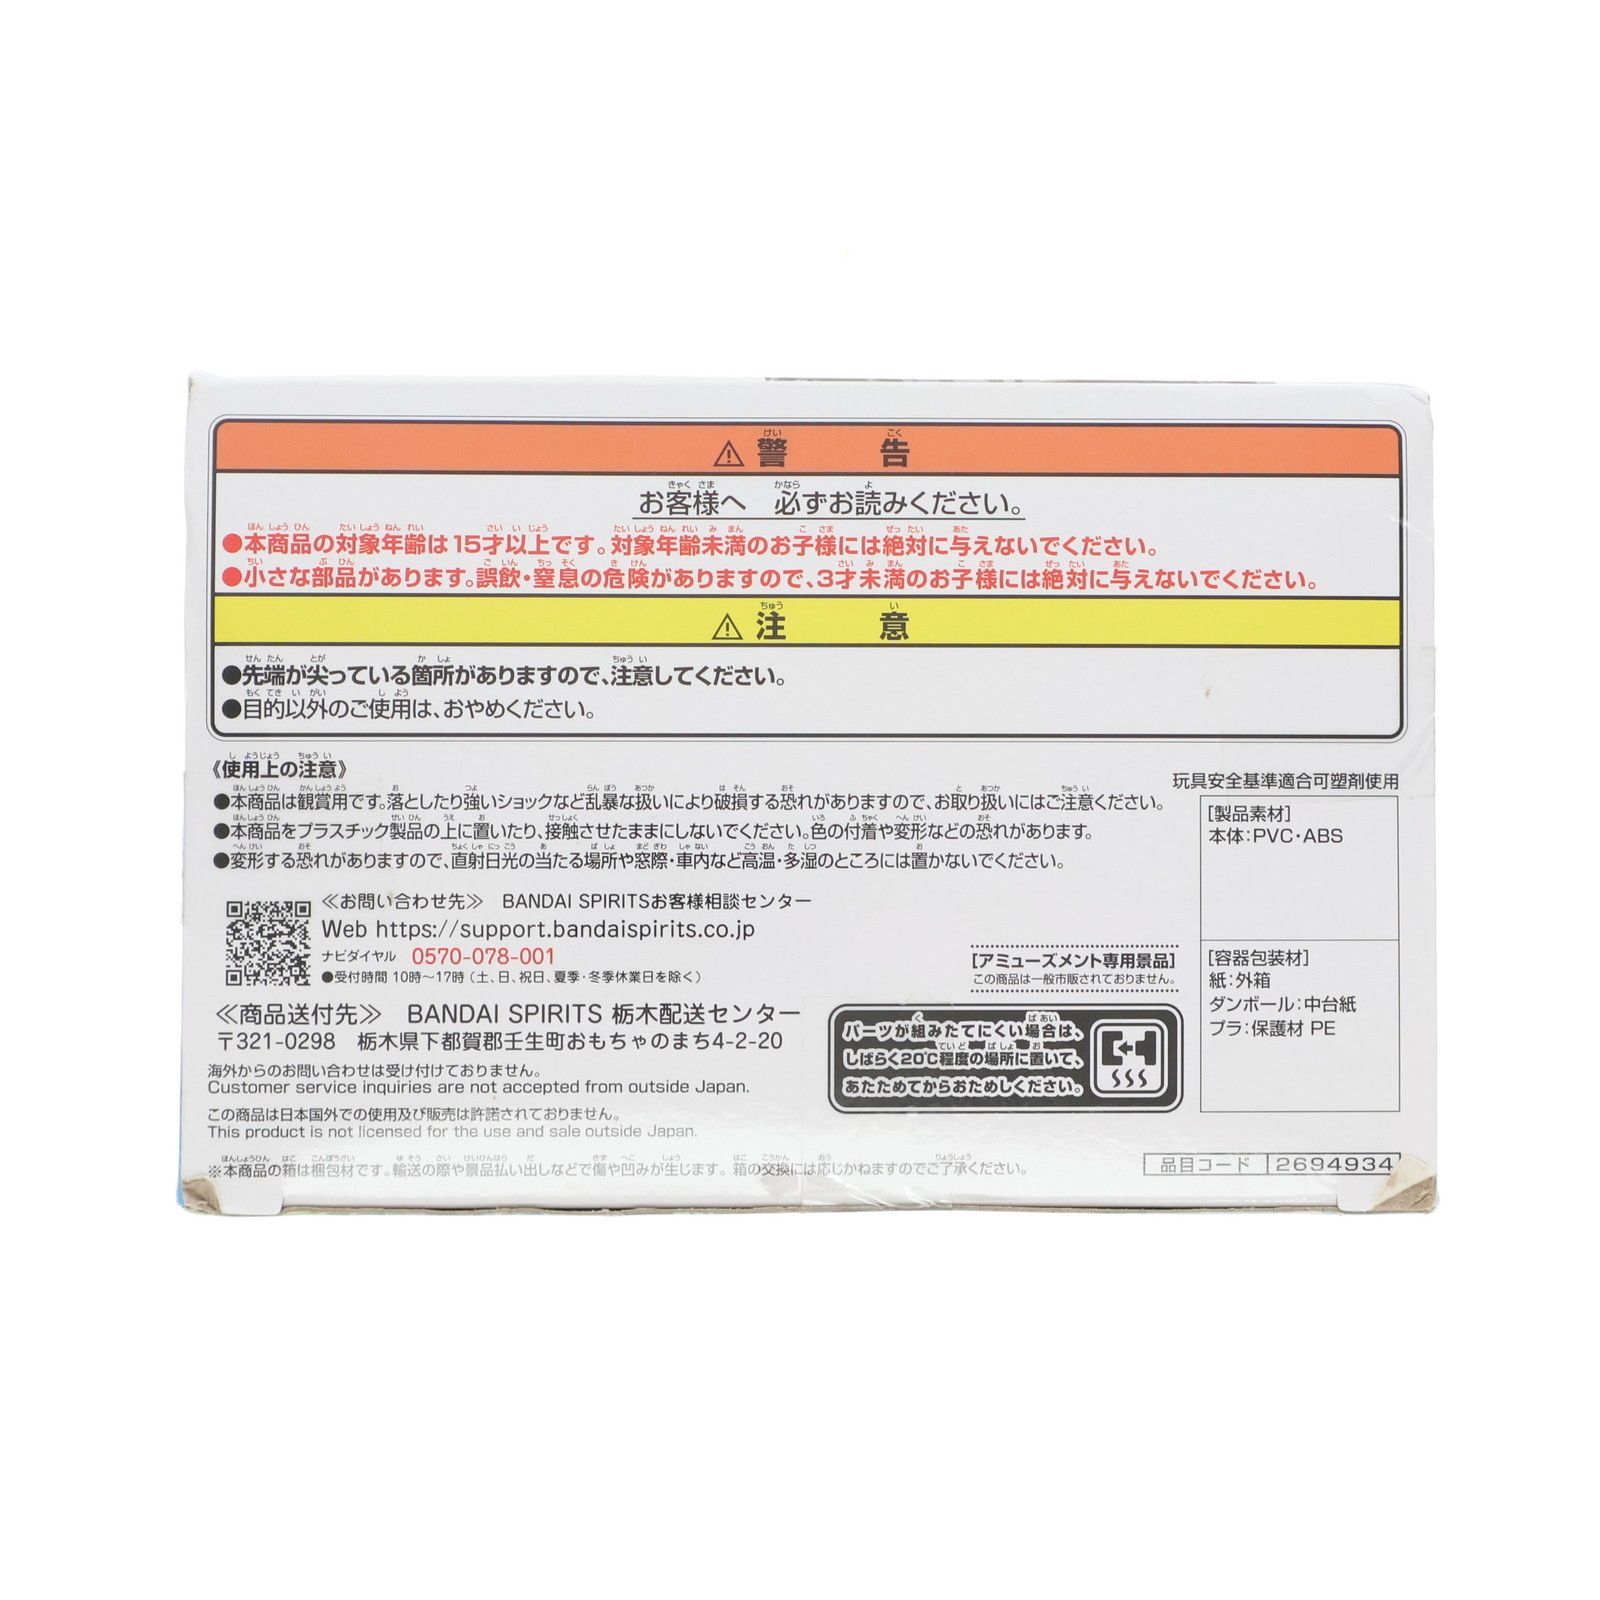 ⚠警告
お客様へ 必ずお読みください。
●本商品の対象年齢は15才以上です。対象年齢未満のお子様には絶対に与えないでください。
●小さな部品があります。誤飲・窒息の危険がありますので、3才未満のお子様には絶対に与えないでください。
⚠注意
●先端が尖っている箇所がありますので、注意してください。
●目的以外のご使用は、おやめください。
《使用上の注意》
●本商品は観賞用です。落としたり強いショックなど乱暴な扱いにより破損する恐れがありますので、お取り扱いにはご注意ください。
●本商品をプラスチック製品の上に置いたり、接触させたままにしないでください。色の付着や変形などの恐れがあります。
●変形する恐れがありますので、直射日光の当たる場所や窓際・車内など高温・多湿のところには置かないでください。
≪お問い合わせ先≫ BANDAI SPIRITSお客様相談センター
Web https://support.bandaispirits.co.jp
ナビダイヤル 0570-078-001
●受付時間 10時～17時（土、日、祝日、夏季・冬季休業日を除く）
≪商品送付先≫ BANDAI SPIRITS 栃木配送センター
〒321-0298 栃木県下都賀郡壬生町おもちゃのまち4-2-20
海外からのお問い合わせは受け付けておりません。
Customer service inquiries are not accepted from outside Japan.
この商品は日本国外での使用及び販売は許諾されておりません。
This product is not licensed for the use and sale outside Japan.
※本商品の箱は梱包材です。輸送の際や景品払い出しなどで傷や凹みが生じます。箱の交換には応じかねますのでご了承ください。
[アミューズメント専用景品]
この商品は一般市販されておりません。
パーツが組みたてにくい場合は、
しばらく20℃程度の場所に置いて、
あたためてからおためしください。
玩具安全基準適合可塑剤使用
[製品素材]
本体：PVC・ABS
[容器包装材]
紙：外箱
ダンボール：中台紙
プラ：保護材 PE
品目コード 2694934